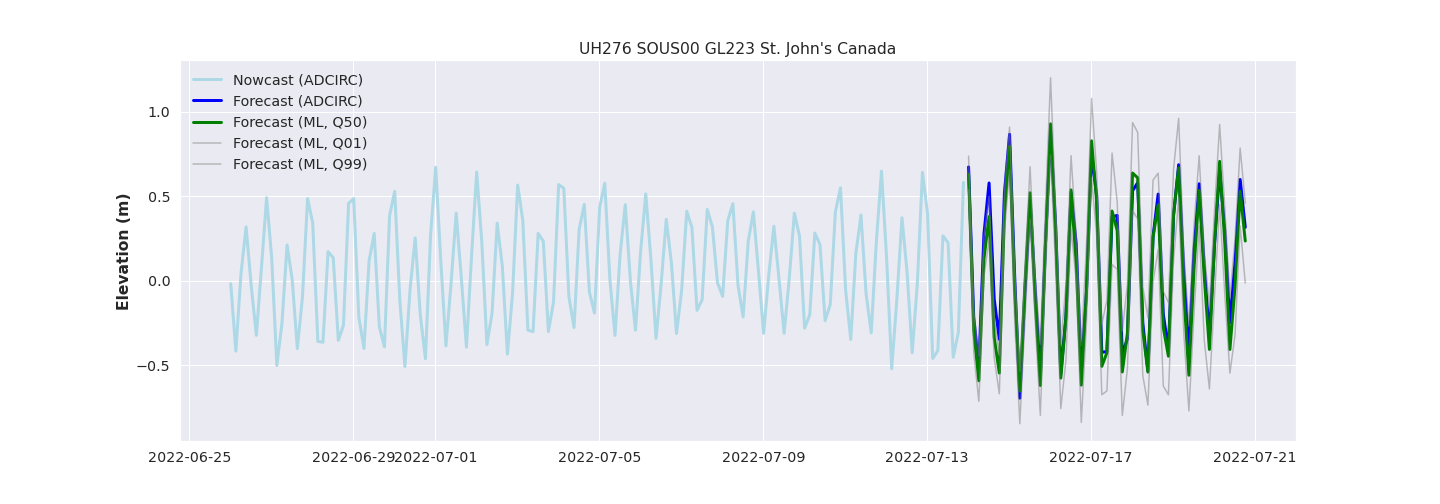 UH276 SOUS00 GL223 St. John's Canada
Nowcast (ADCIRC)
Forecast (ADCIRC)
Forecast (ML, Q50)
Forecast (ML, Q01)
Forecast (ML, Q99)
Elevation (m)
1.0
0.5
0.0
−0.5
2022-06-25 2022-06-29 2022-07-01 2022-07-05 2022-07-09 2022-07-13 2022-07-17 2022-07-21